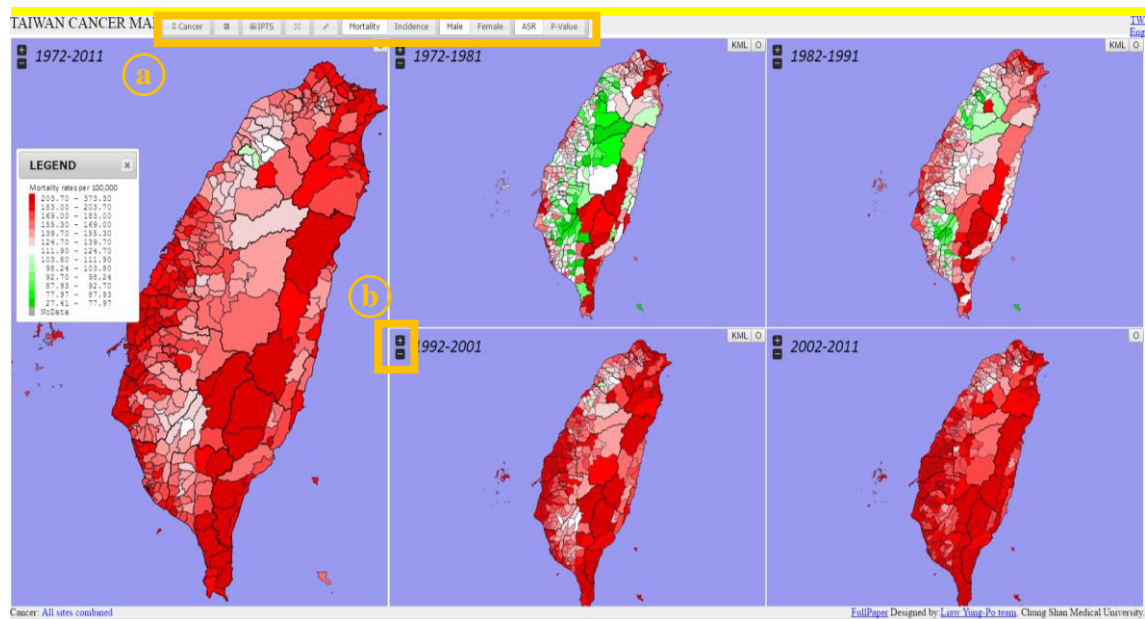 TAIWAN CANCER MA
Cancer IPTS Mortality Incidence Male Female ASR P-Value
TW
Eng
a
1972-2011
1972-1981
KML O
1982-1991
KML O
LEGEND
Mortality rates per 100,000
203.70 - 373.30
183.00 - 203.70
169.00 - 183.00
155.30 - 169.00
139.70 - 155.30
124.70 - 139.70
111.90 - 124.70
103.80 - 111.90
98.24 - 103.80
92.70 - 98.24
87.93 - 92.70
77.97 - 87.93
27.41 - 77.97
NoData
b
1992-2001
KML O
2002-2011
O
Cancer: All sites combined
FullPaper Designed by Liaw Yung-Po team, Chung Shan Medical University.